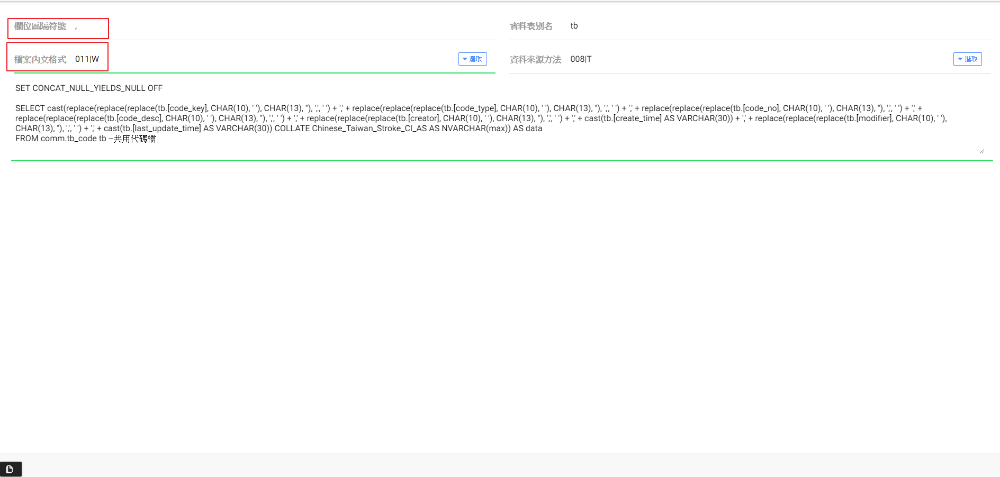 欄位區隔符號 ,
資料表別名 tb
檔案內文格式 011|W 選取
資料來源方法 008|T 選取
SET CONCAT_NULL_YIELDS_NULL OFF
SELECT cast(replace(replace(replace(tb.[code_key], CHAR(10), ' '), CHAR(13), ''), ',', ' ') + ',' + replace(replace(replace(tb.[code_type], CHAR(10), ' '), CHAR(13), ''), ',', ' ') + ',' + replace(replace(replace(tb.[code_no], CHAR(10), ' '), CHAR(13), ''), ',', ' ') + ',' +
replace(replace(replace(tb.[code_desc], CHAR(10), ' '), CHAR(13), ''), ',', ' ') + ',' + replace(replace(replace(tb.[creator], CHAR(10), ' '), CHAR(13), ''), ',', ' ') + ',' + cast(tb.[create_time] AS VARCHAR(30)) + ',' + replace(replace(replace(tb.[modifier], CHAR(10), ' '),
CHAR(13), ''), ',', ' ') + ',' + cast(tb.[last_update_time] AS VARCHAR(30)) COLLATE Chinese_Taiwan_Stroke_CI_AS AS NVARCHAR(max)) AS data
FROM comm.tb_code tb --共用代碼檔